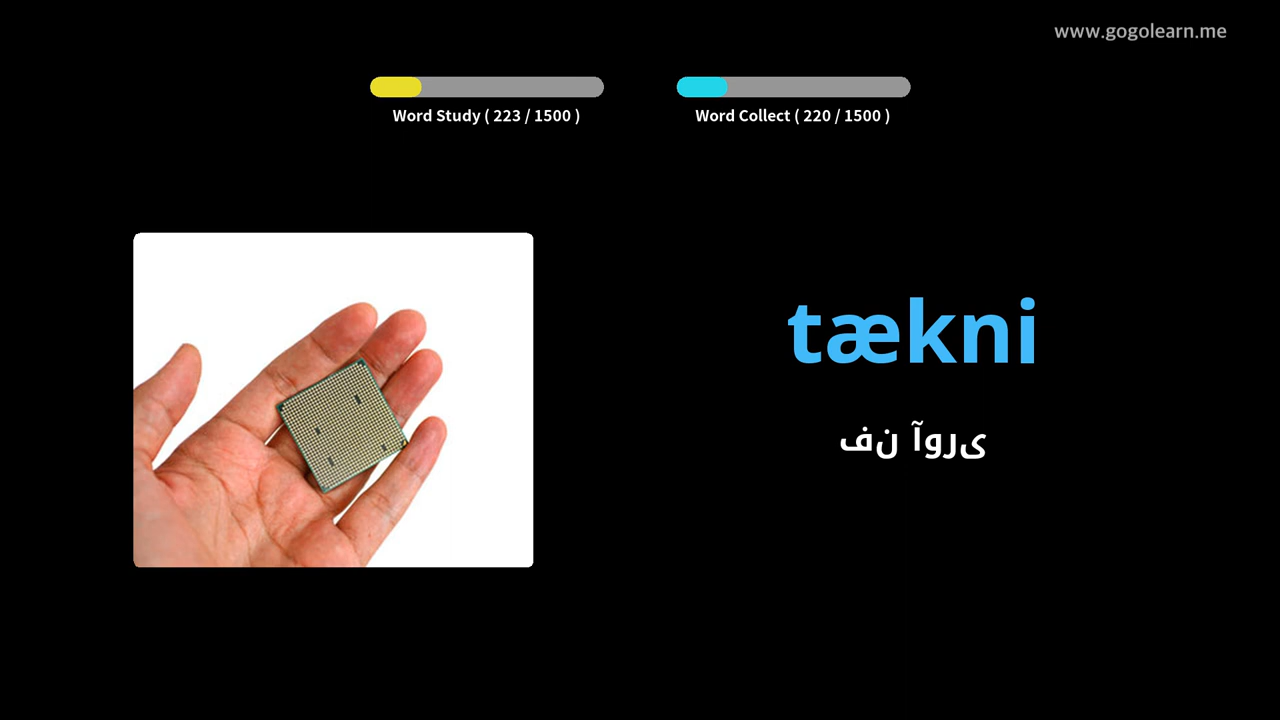 www.gogolearn.me
Word Study ( 223 / 1500 )
Word Collect ( 220 / 1500 )
tækni
فن آوری